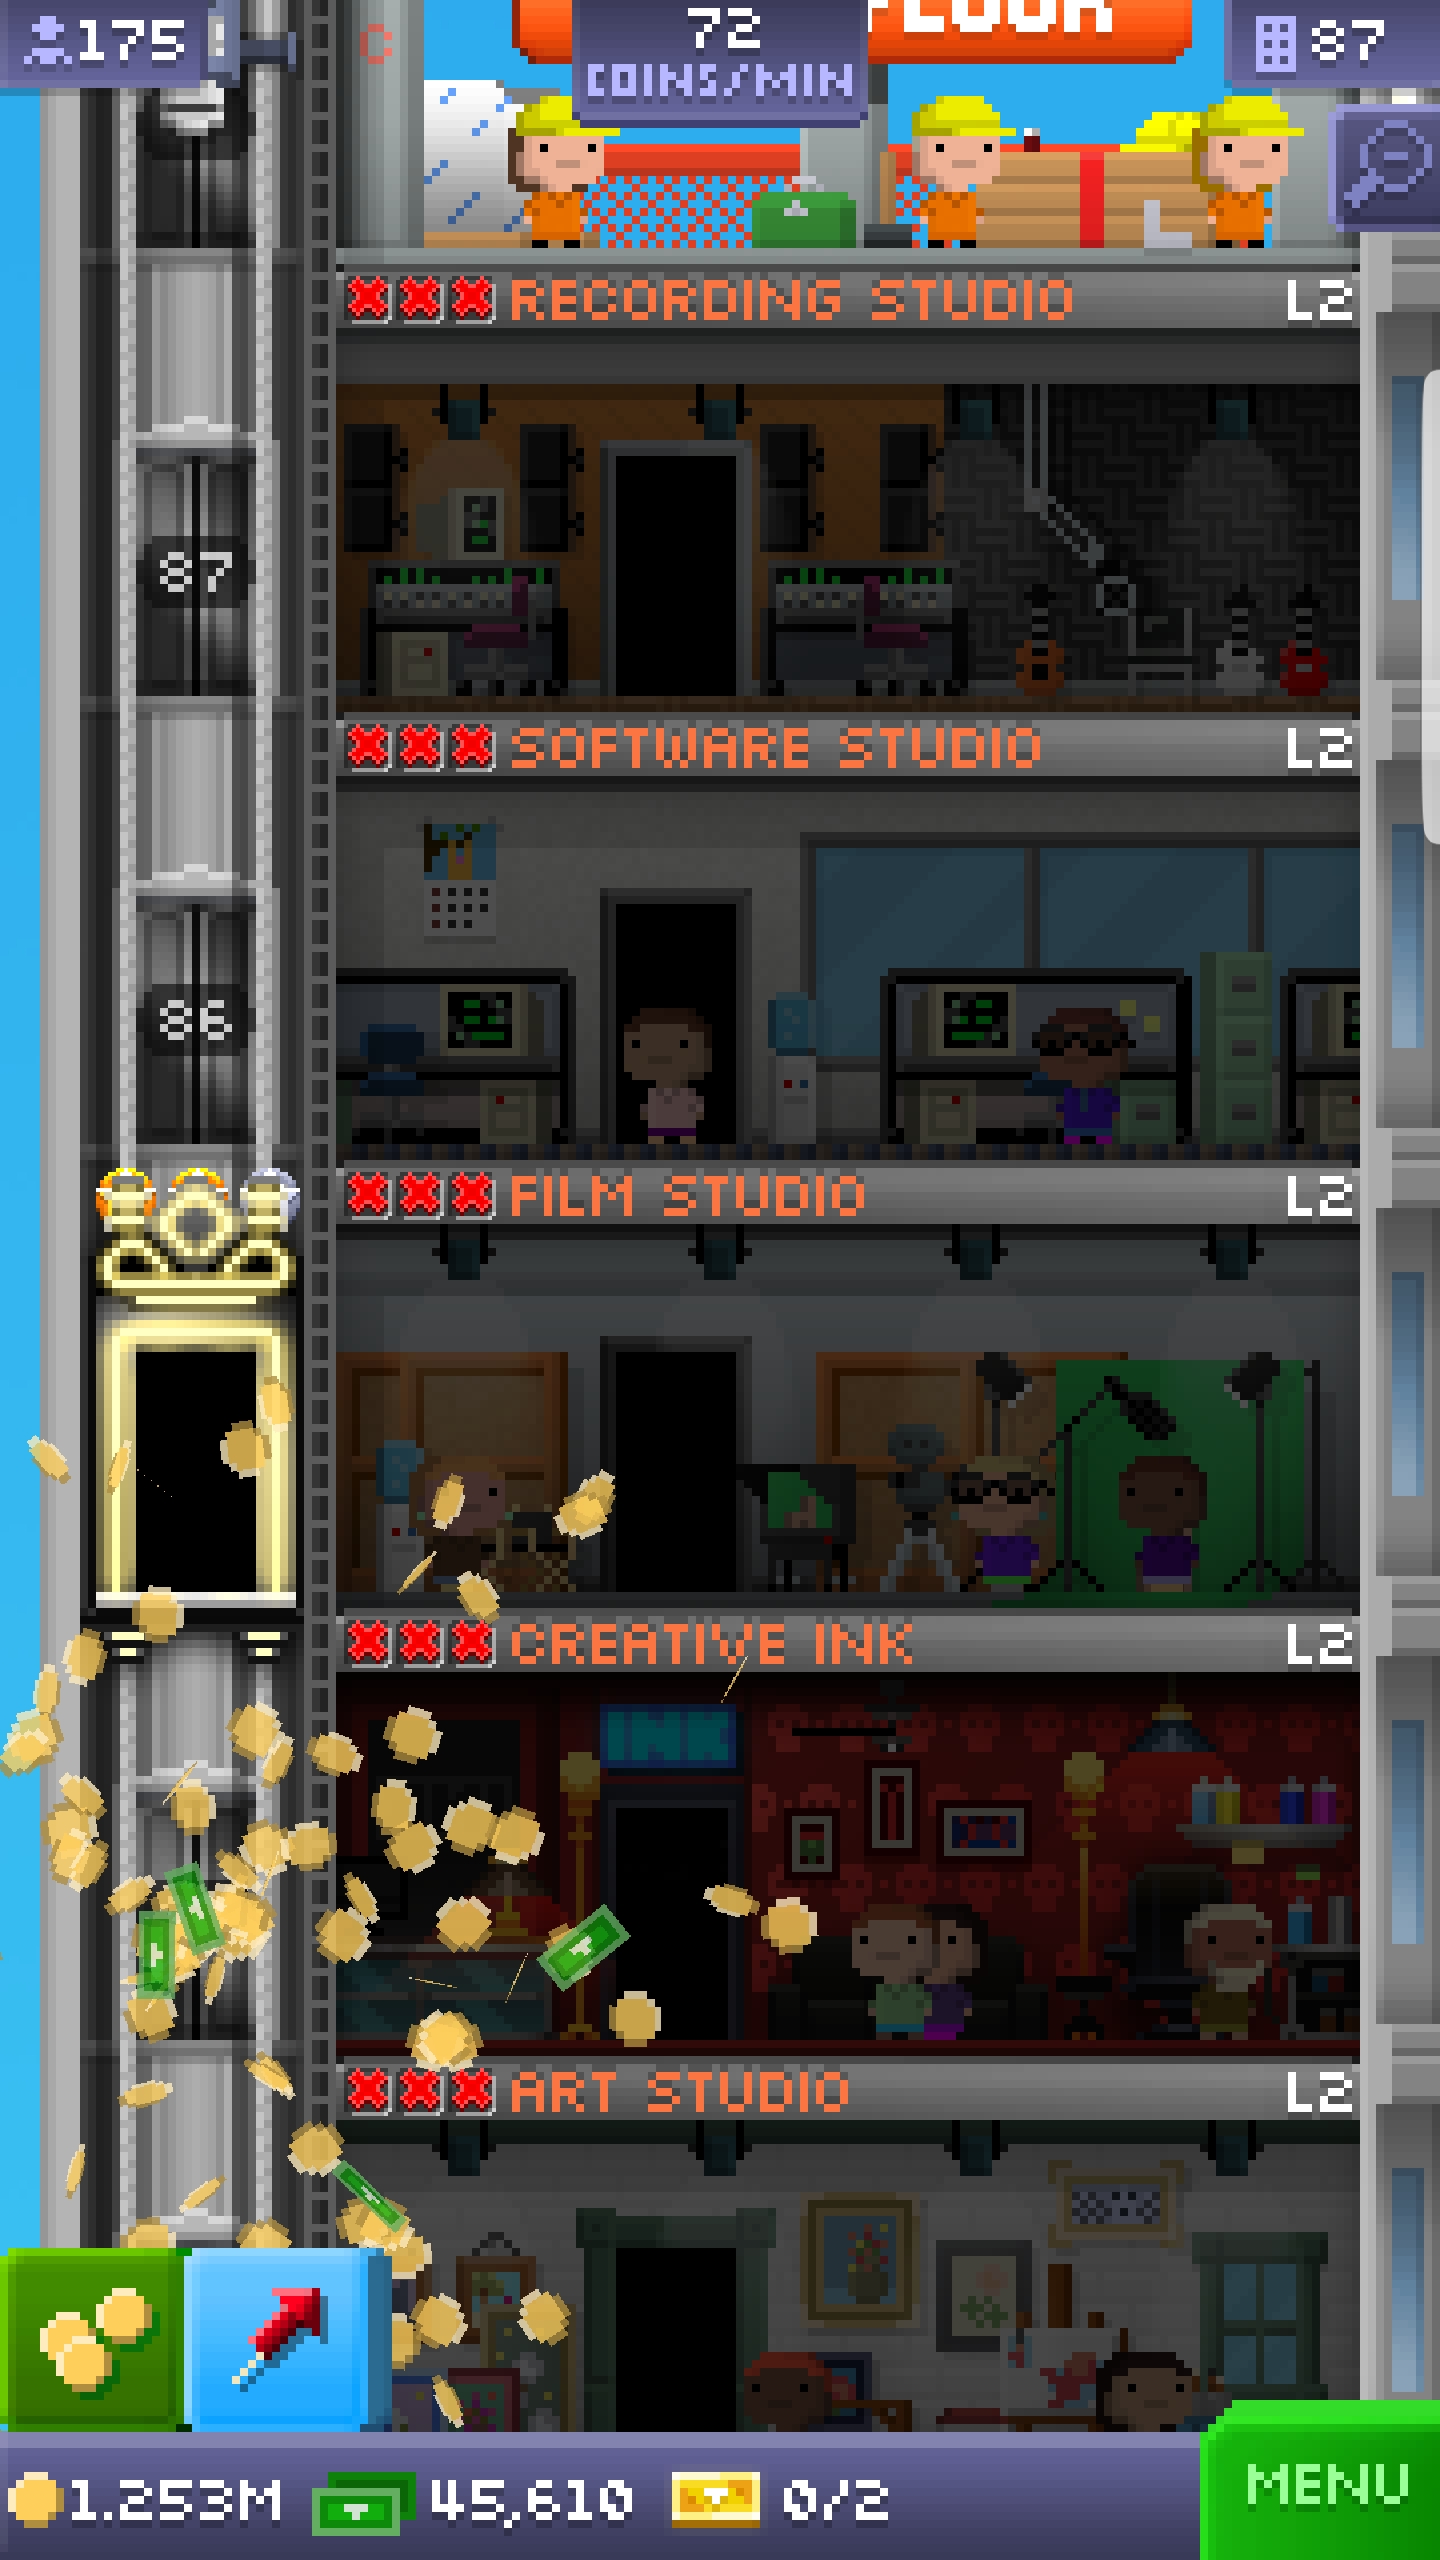 175
72
COINS/MIN
FLOOR
87
RECORDING STUDIO L2
87
SOFTWARE STUDIO L2
86
FILM STUDIO L2
CREATIVE INK L2
INK
ART STUDIO L2
1.253M 45,610 0/2
MENU